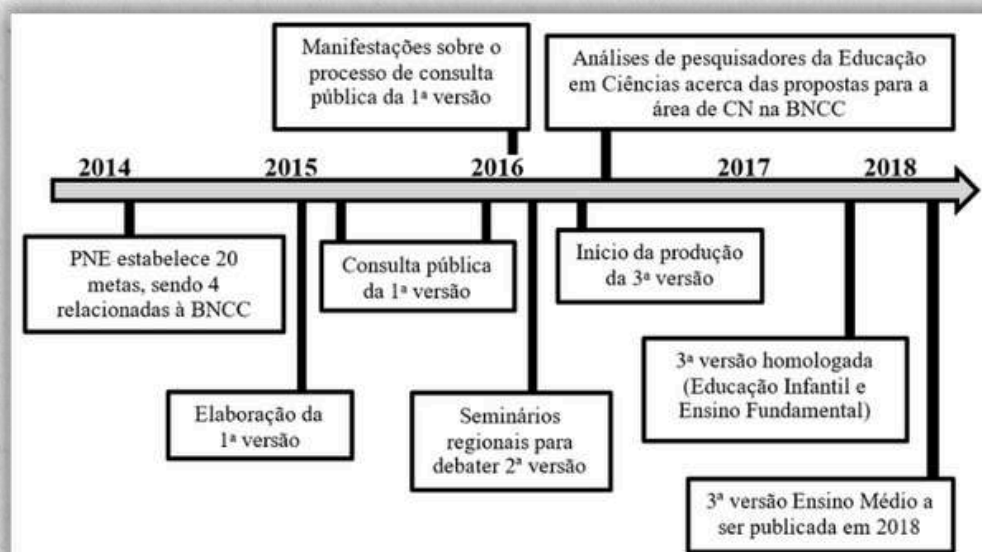 Manifestações sobre o
processo de consulta
pública da 1ª versão
Análises de pesquisadores da Educação
em Ciências acerca das propostas para a
área de CN na BNCC
2014
2015
2016
2017
2018
PNE estabelece 20
metas, sendo 4
relacionadas à BNCC
Consulta pública
da 1ª versão
Início da produção
da 3ª versão
Elaboração da
1ª versão
Seminários
regionais para
debater 2ª versão
3ª versão homologada
(Educação Infantil e
Ensino Fundamental)
3ª versão Ensino Médio a
ser publicada em 2018